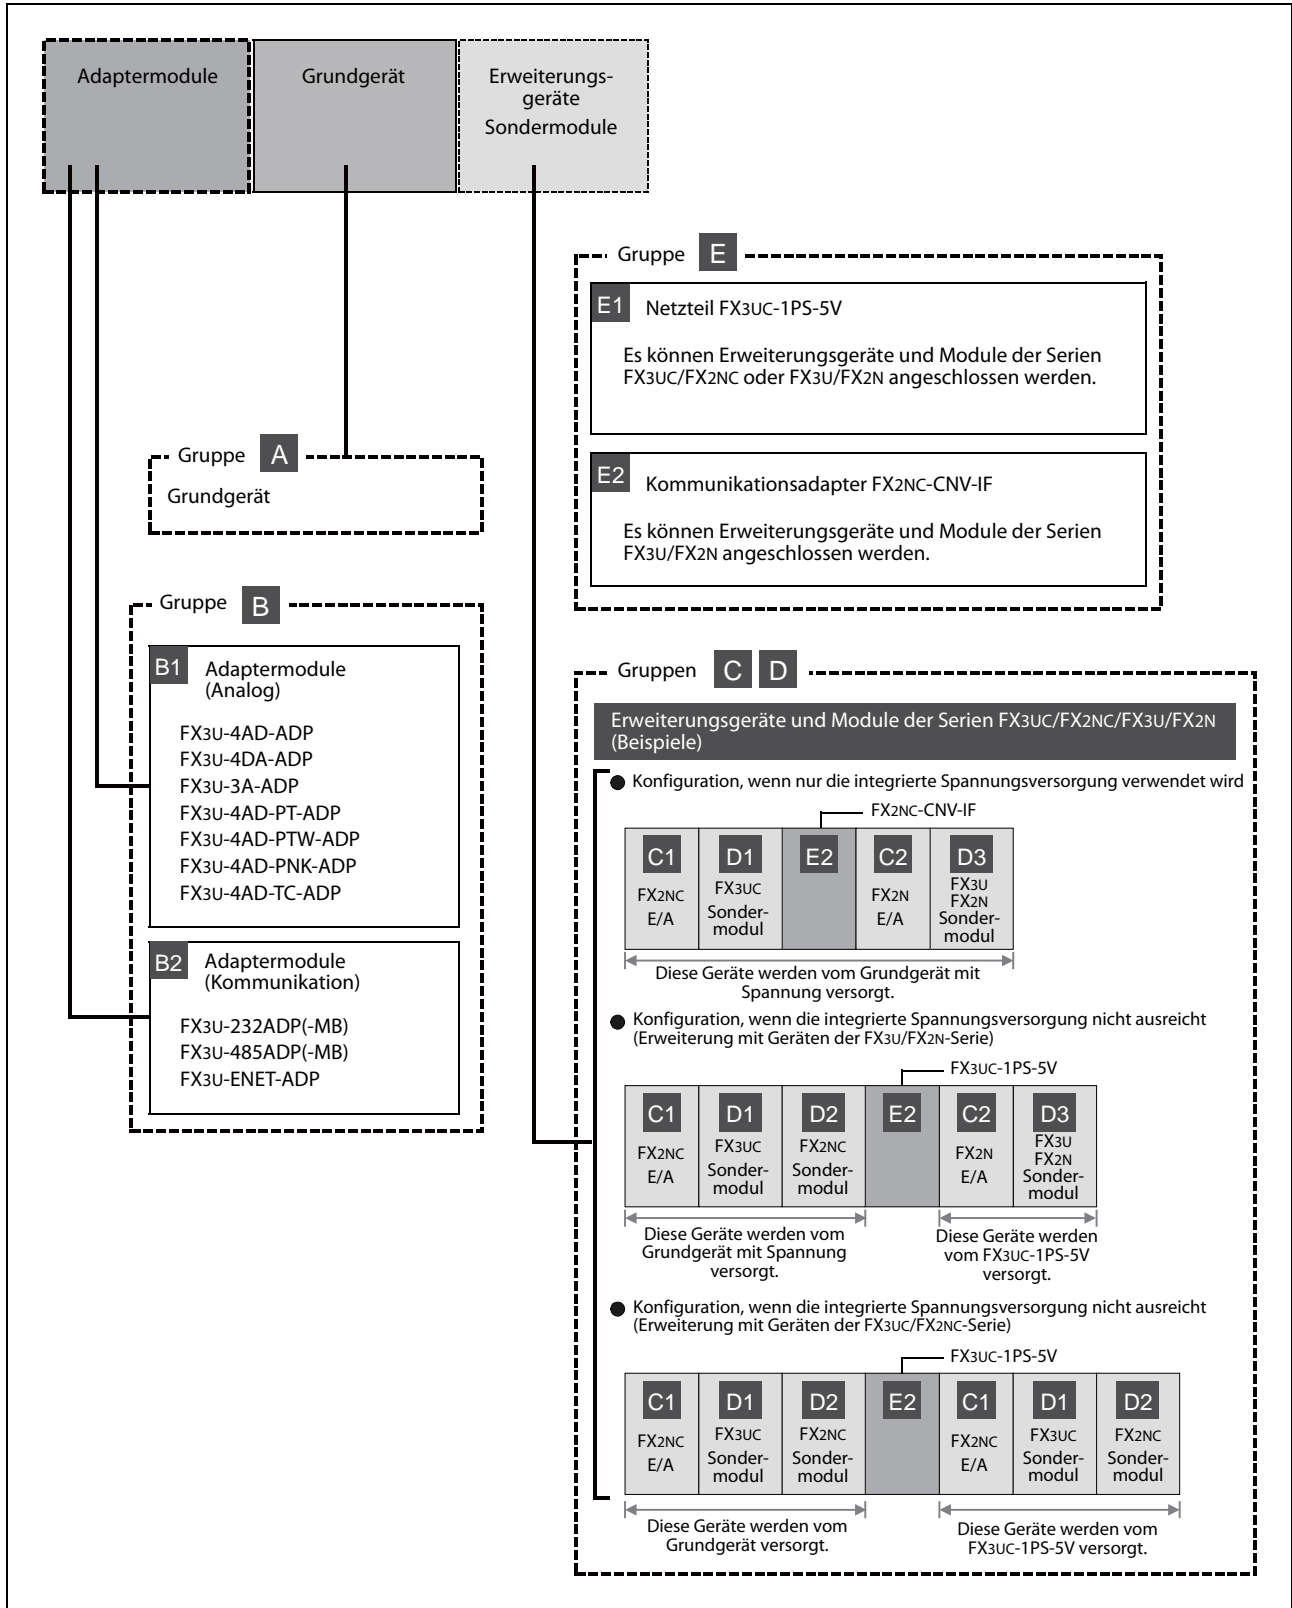 Adaptermodule
Grundgerät
Erweiterungs-
geräte
Sondermodule
Gruppe E
E1 Netzteil FX3UC-1PS-5V
Es können Erweiterungsgeräte und Module der Serien
FX3UC/FX2NC oder FX3U/FX2N angeschlossen werden.
E2 Kommunikationsadapter FX2NC-CNV-IF
Es können Erweiterungsgeräte und Module der Serien
FX3U/FX2N angeschlossen werden.
Gruppe A
Grundgerät
Gruppe B
B1 Adaptermodule
(Analog)
FX3U-4AD-ADP
FX3U-4DA-ADP
FX3U-3A-ADP
FX3U-4AD-PT-ADP
FX3U-4AD-PTW-ADP
FX3U-4AD-PNK-ADP
FX3U-4AD-TC-ADP
B2 Adaptermodule
(Kommunikation)
FX3U-232ADP(-MB)
FX3U-485ADP(-MB)
FX3U-ENET-ADP
Gruppen C D
Erweiterungsgeräte und Module der Serien FX3UC/FX2NC/FX3U/FX2N
(Beispiele)
● Konfiguration, wenn nur die integrierte Spannungsversorgung verwendet wird
FX2NC-CNV-IF
C1
FX2NC
E/A
D1
FX3UC
Sonder-
modul
E2
C2
FX2N
E/A
D3
FX3U
FX2N
Sonder-
modul
Diese Geräte werden vom Grundgerät mit
Spannung versorgt.
● Konfiguration, wenn die integrierte Spannungsversorgung nicht ausreicht
(Erweiterung mit Geräten der FX3U/FX2N-Serie)
FX3UC-1PS-5V
C1
FX2NC
E/A
D1
FX3UC
Sonder-
modul
D2
FX2NC
Sonder-
modul
E2
C2
FX2N
E/A
D3
FX3U
FX2N
Sonder-
modul
Diese Geräte werden vom
Grundgerät mit Spannung
versorgt.
Diese Geräte werden
vom FX3UC-1PS-5V
versorgt.
● Konfiguration, wenn die integrierte Spannungsversorgung nicht ausreicht
(Erweiterung mit Geräten der FX3UC/FX2NC-Serie)
FX3UC-1PS-5V
C1
FX2NC
E/A
D1
FX3UC
Sonder-
modul
D2
FX2NC
Sonder-
modul
E2
C1
FX2NC
E/A
D1
FX3UC
Sonder-
modul
D2
FX2NC
Sonder-
modul
Diese Geräte werden vom
Grundgerät versorgt.
Diese Geräte werden vom
FX3UC-1PS-5V versorgt.